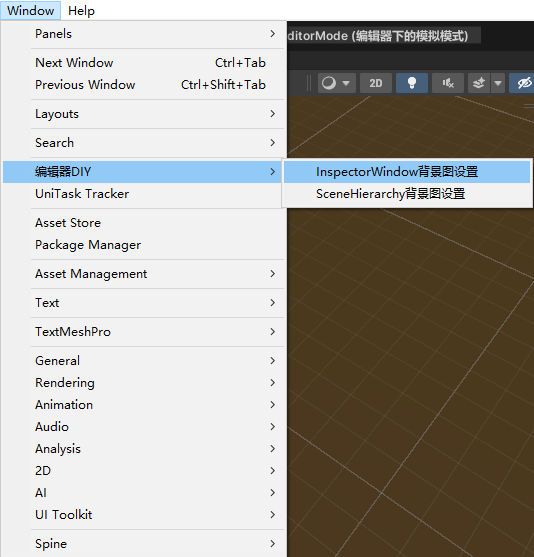 Window Help
Panels
ditorMode (编辑器下的模拟模式)
Next Window Ctrl+Tab
Previous Window Ctrl+Shift+Tab
2D
Layouts
Search
编辑器DIY
InspectorWindow背景图设置
UniTask Tracker
SceneHierarchy背景图设置
Asset Store
Package Manager
Asset Management
Text
TextMeshPro
General
Rendering
Animation
Audio
Analysis
2D
AI
UI Toolkit
Spine